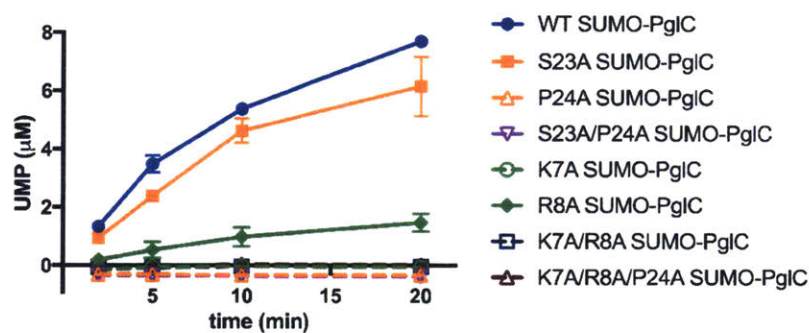 8
6
4
2
0
UMP (μM)
5
10
15
20
time (min)
WT SUMO-PglC
S23A SUMO-PglC
P24A SUMO-PglC
S23A/P24A SUMO-PglC
K7A SUMO-PglC
R8A SUMO-PglC
K7A/R8A SUMO-PglC
K7A/R8A/P24A SUMO-PglC